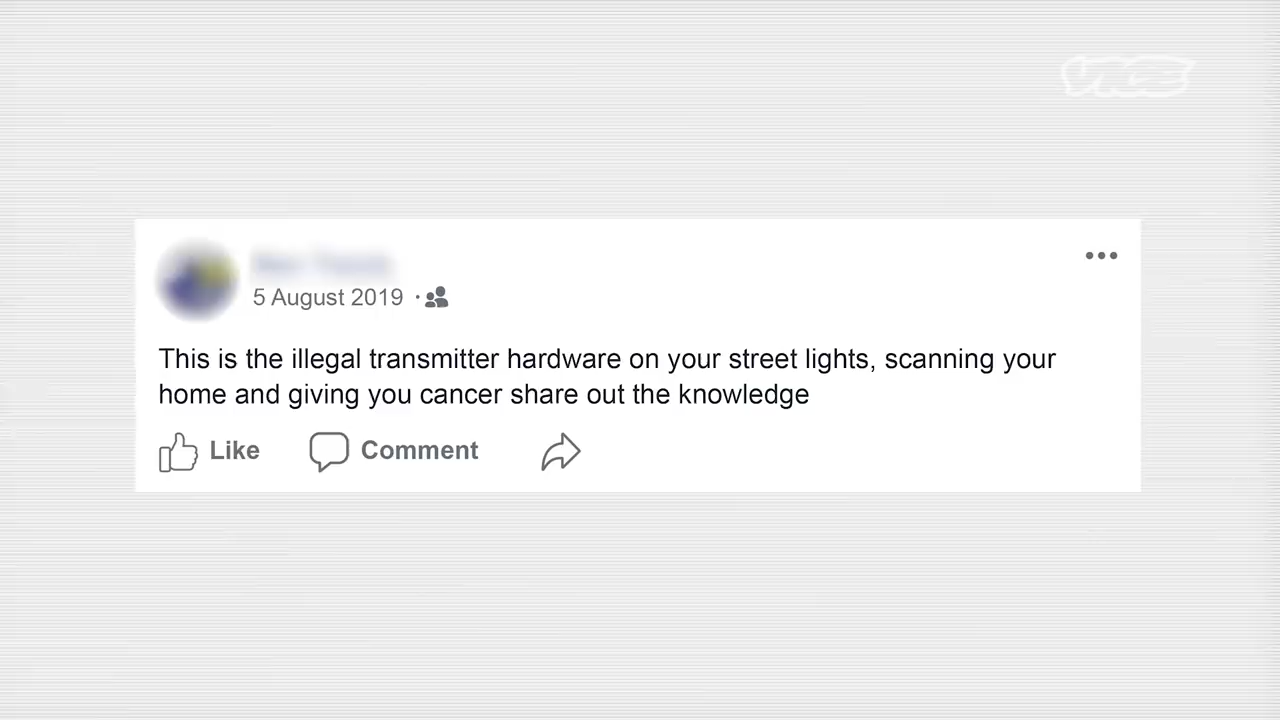 VICE
5 August 2019
This is the illegal transmitter hardware on your street lights, scanning your
home and giving you cancer share out the knowledge
Like
Comment